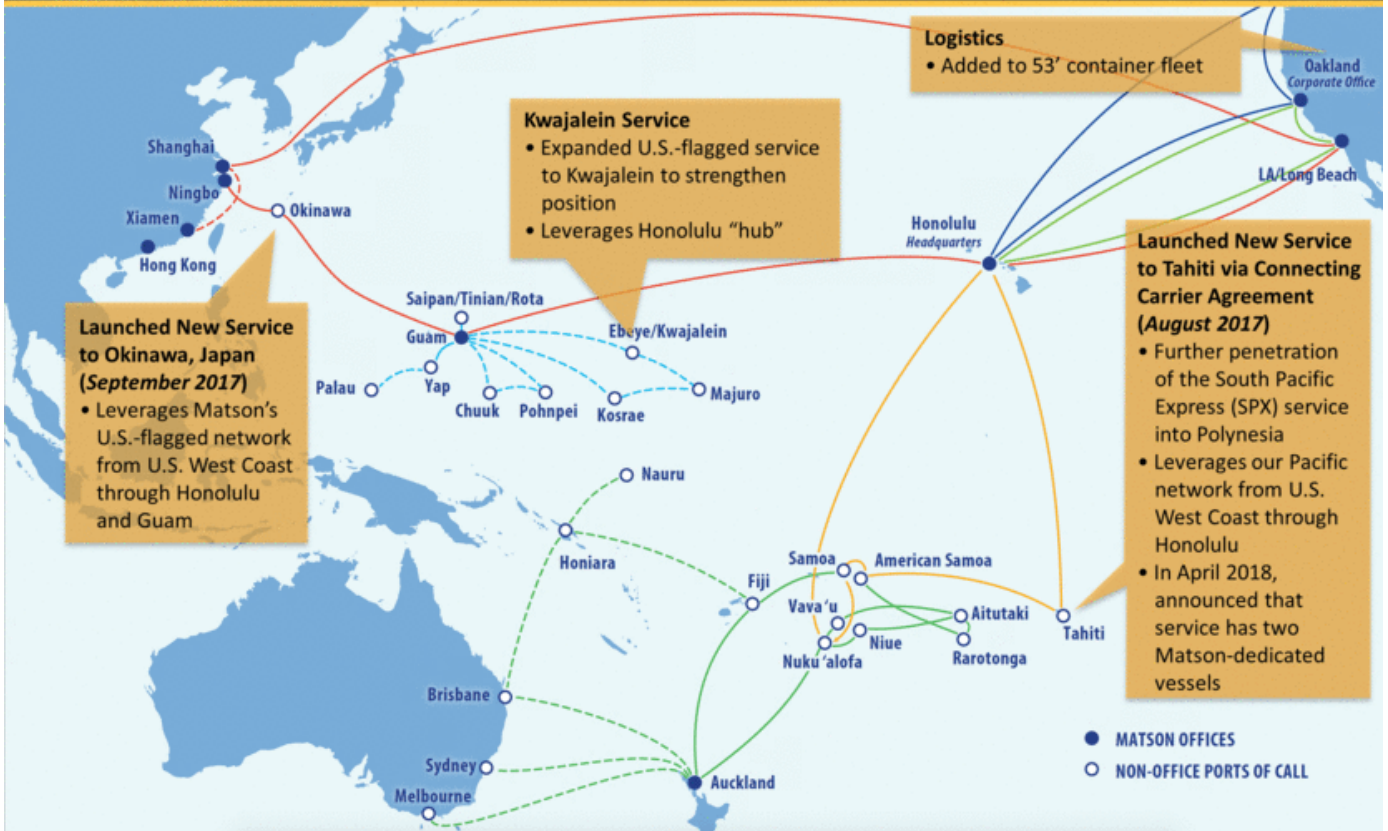 Logistics
• Added to 53’ container fleet
Oakland
Corporate Office
LA/Long Beach
Kwajalein Service
• Expanded U.S.-flagged service
to Kwajalein to strengthen
position
• Leverages Honolulu “hub”
Shanghai
Ningbo
Xiamen
Hong Kong
Okinawa
Honolulu
Headquarters
Launched New Service
to Tahiti via Connecting
Carrier Agreement
(August 2017)
• Further penetration
of the South Pacific
Express (SPX) service
into Polynesia
• Leverages our Pacific
network from U.S.
West Coast through
Honolulu
• In April 2018,
announced that
service has two
Matson-dedicated
vessels
Launched New Service
to Okinawa, Japan
(September 2017)
• Leverages Matson’s
U.S.-flagged network
from U.S. West Coast
through Honolulu
and Guam
Saipan/Tinian/Rota
Guam
Ebeye/Kwajalein
Palau
Yap
Chuuk
Pohnpei
Kosrae
Majuro
Nauru
Honiara
Fiji
Samoa
American Samoa
Vava‘u
Aitutaki
Niue
Nuku‘alofa
Rarotonga
Tahiti
Brisbane
Sydney
Melbourne
Auckland
MATSON OFFICES
NON-OFFICE PORTS OF CALL